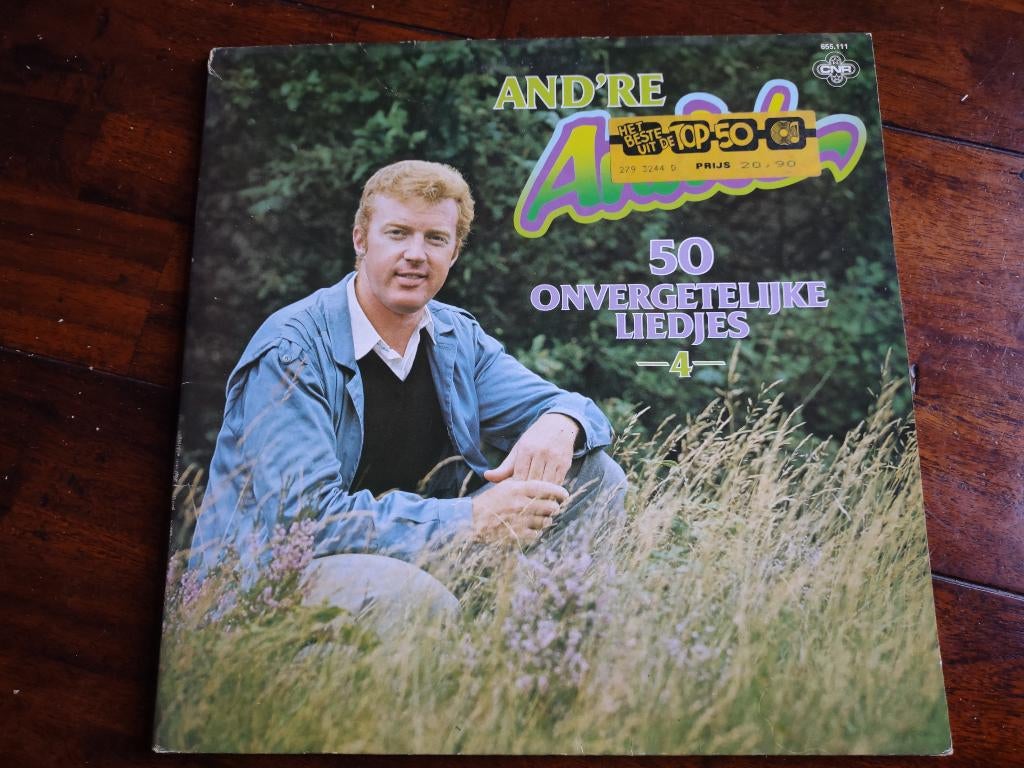 655.111
CNR
AND'RE
HET
BESTE
UIT DE TOP-50
279 3244 0 PRIJS 20.90
50
ONVERGETELIJKE
LIEDJES
—4—